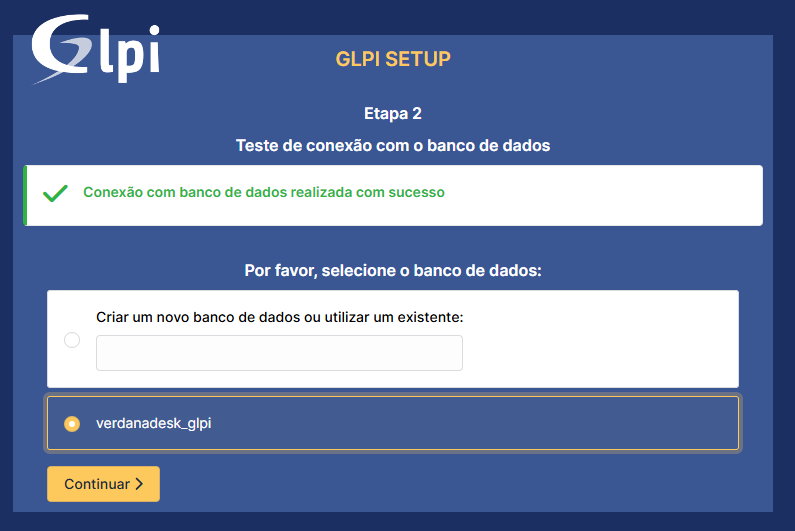 Glpi
GLPI SETUP
Etapa 2
Teste de conexão com o banco de dados
Conexão com banco de dados realizada com sucesso
Por favor, selecione o banco de dados:
Criar um novo banco de dados ou utilizar um existente:
verdanadesk_glpi
Continuar